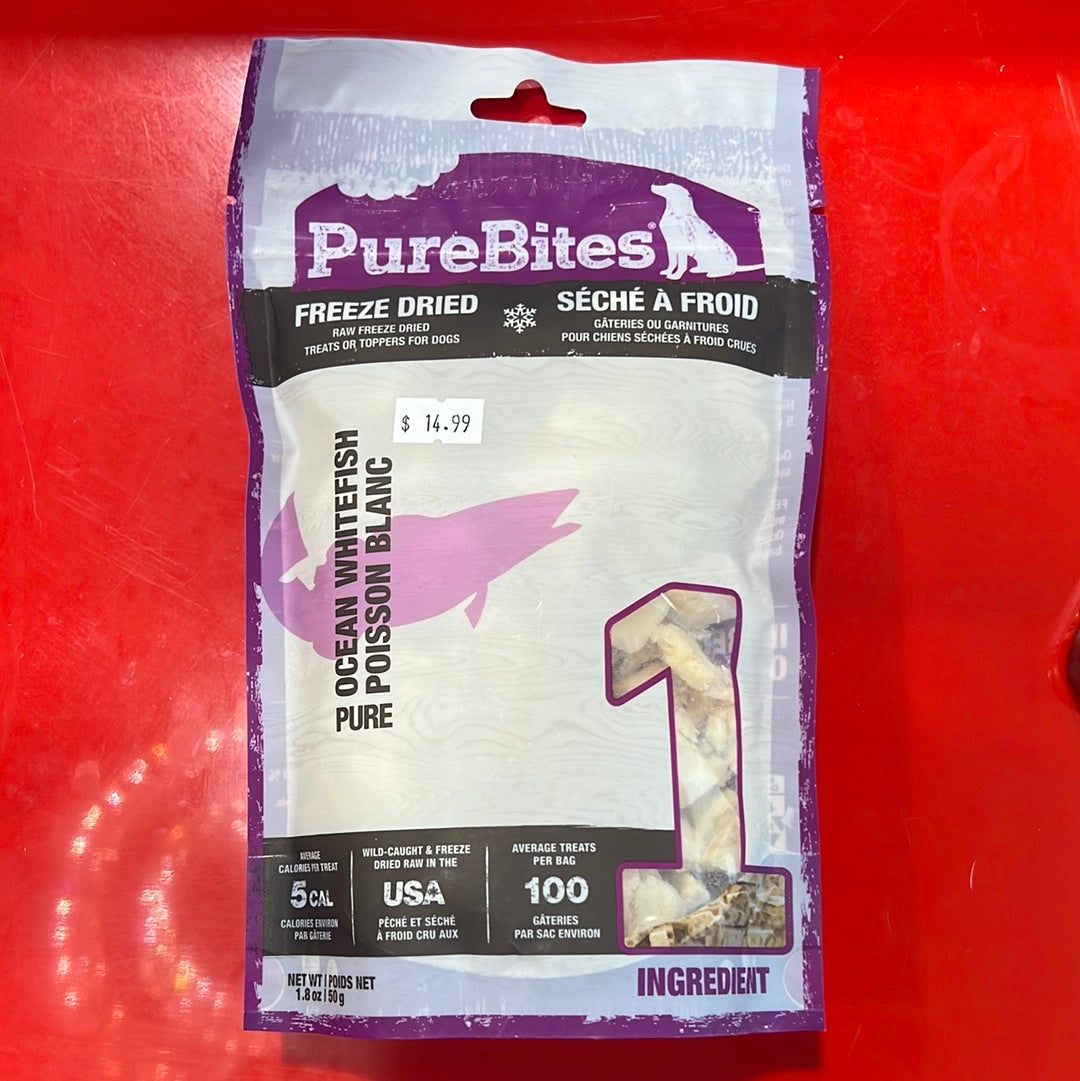 PureBites®
FREEZE DRIED
RAW FREEZE DRIED
TREATS OR TOPPERS FOR DOGS
SÉCHÉ À FROID
GÂTERIES OU GARNITURES
POUR CHIENS SÉCHÉES À FROID CRUES
$ 14.99
PURE OCEAN WHITEFISH
POISSON BLANC
AVERAGE
CALORIES PER TREAT
5 CAL
CALORIES ENVIRON
PAR GÂTERIE
WILD-CAUGHT & FREEZE
DRIED RAW IN THE
USA
PÊCHÉ ET SÉCHÉ
À FROID CRU AUX
AVERAGE TREATS
PER BAG
100
GÂTERIES
PAR SAC ENVIRON
1
INGREDIENT
NET WT | POIDS NET
1.8 oz | 50 g